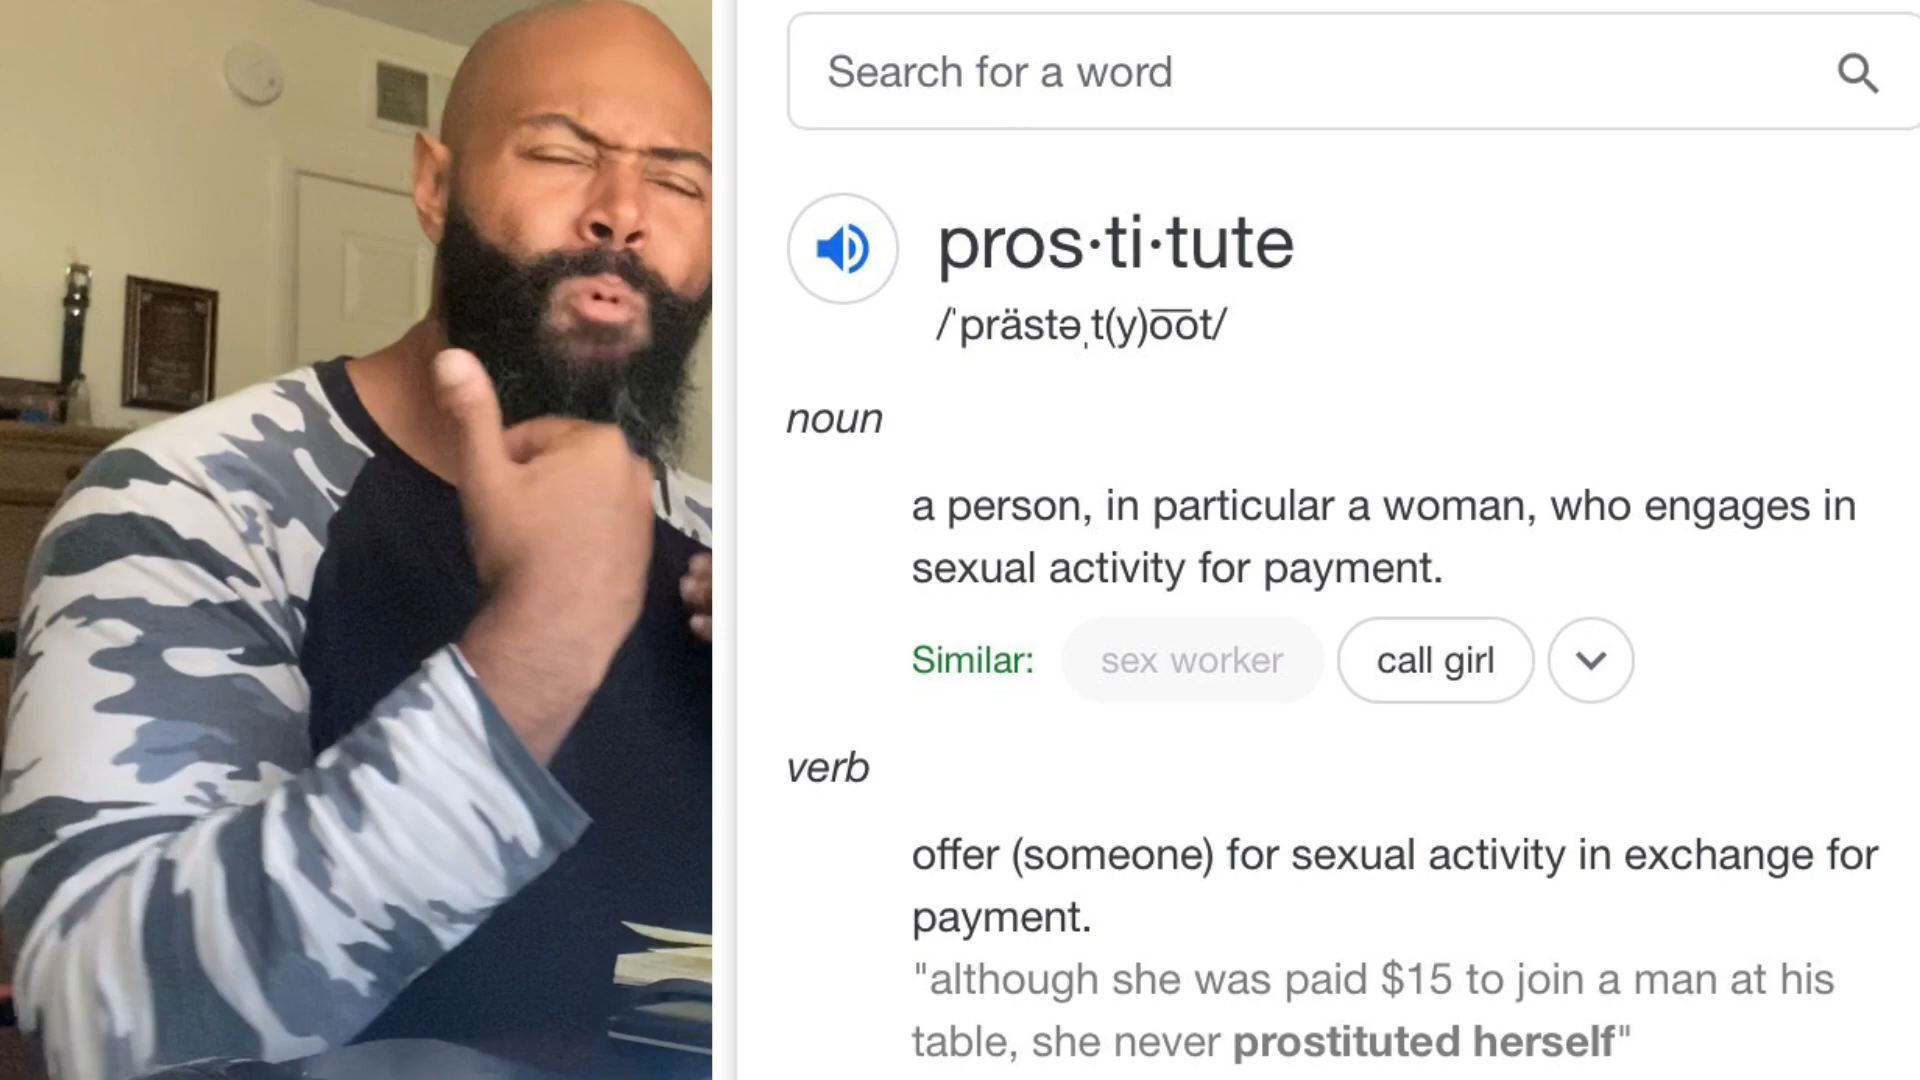 Search for a word
pros·ti·tute
/ˈprästəˌt(y)o͞ot/
noun
a person, in particular a woman, who engages in
sexual activity for payment.
Similar: sex worker call girl
verb
offer (someone) for sexual activity in exchange for
payment.
"although she was paid $15 to join a man at his
table, she never prostituted herself"